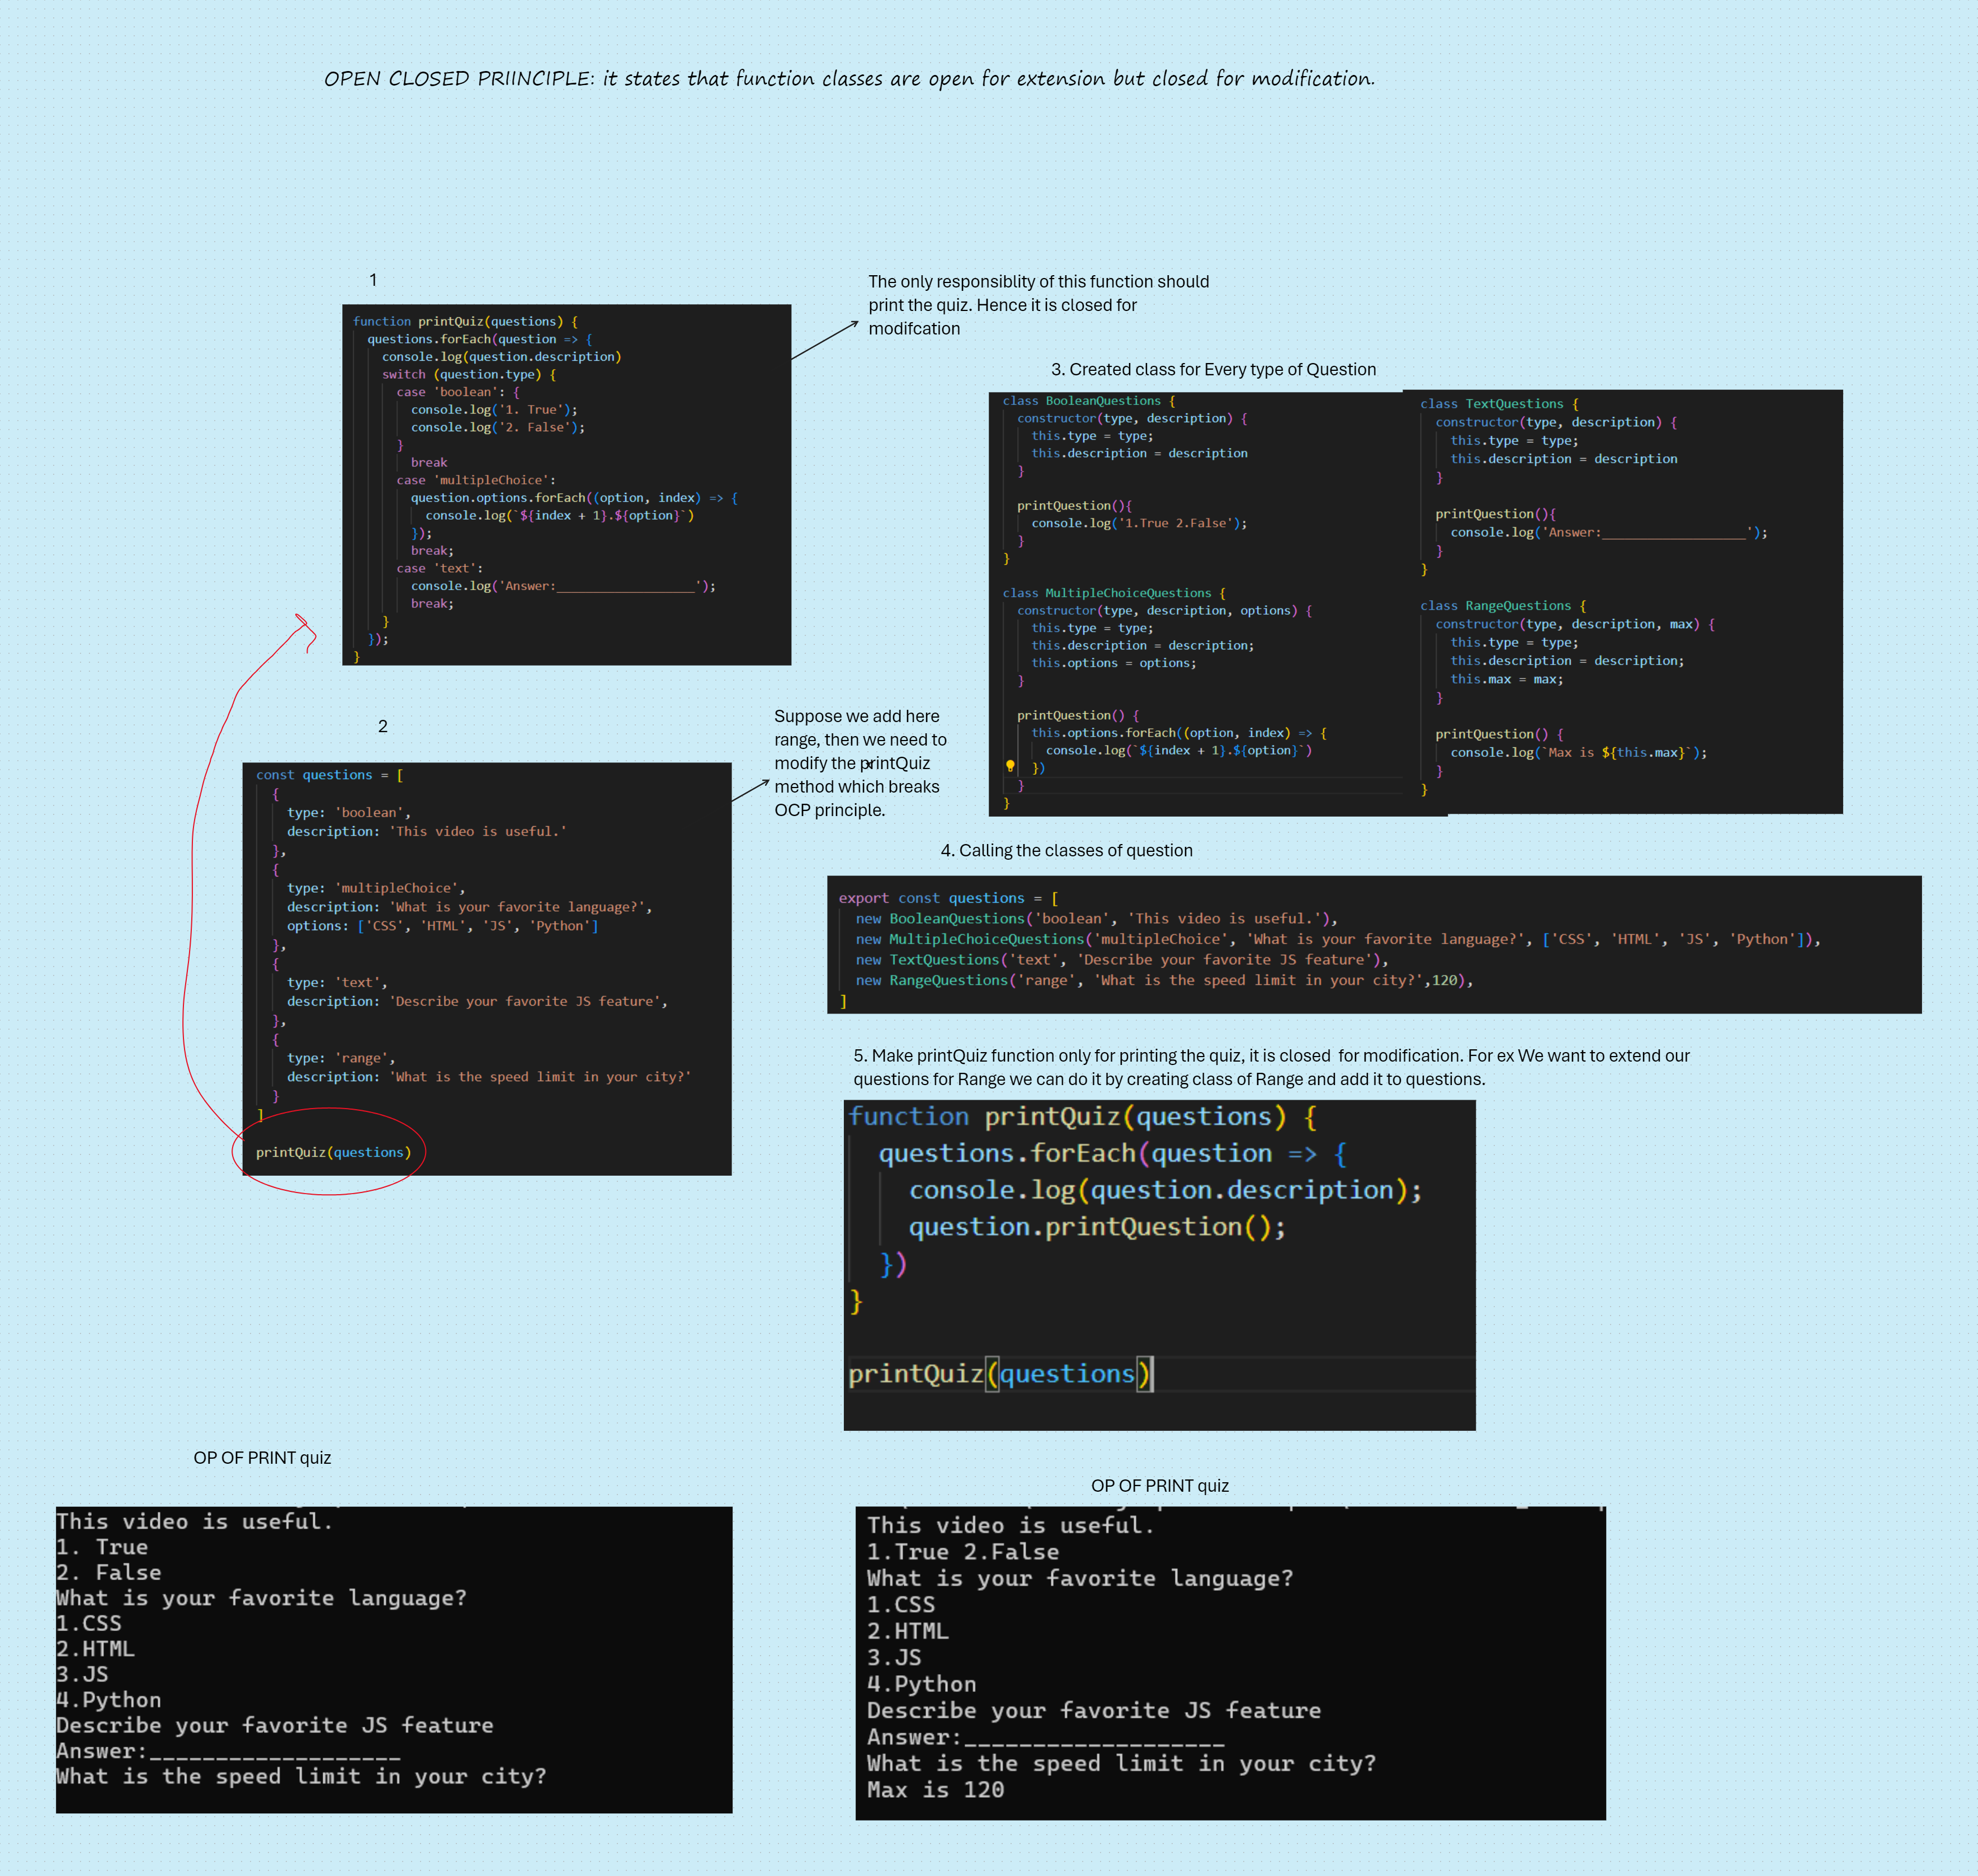 OPEN CLOSED PRIINCIPLE: it states that function classes are open for extension but closed for modification.
1
function printQuiz(questions) {
questions.forEach(question => {
console.log(question.description)
switch (question.type) {
case 'boolean': {
console.log('1. True');
console.log('2. False');
}
break
case 'multipleChoice':
question.options.forEach((option, index) => {
console.log(`${index + 1}.${option}`)
});
break;
case 'text':
console.log('Answer:___________________');
break;
}
});
}
The only responsiblity of this function should
print the quiz. Hence it is closed for
modifcation
2
const questions = [
{
type: 'boolean',
description: 'This video is useful.'
},
{
type: 'multipleChoice',
description: 'What is your favorite language?',
options: ['CSS', 'HTML', 'JS', 'Python']
},
{
type: 'text',
description: 'Describe your favorite JS feature',
},
{
type: 'range',
description: 'What is the speed limit in your city?'
}
]
printQuiz(questions)
Suppose we add here
range, then we need to
modify the printQuiz
method which breaks
OCP principle.
3. Created class for Every type of Question
class BooleanQuestions {
constructor(type, description) {
this.type = type;
this.description = description
}
printQuestion(){
console.log('1.True 2.False');
}
}
class MultipleChoiceQuestions {
constructor(type, description, options) {
this.type = type;
this.description = description;
this.options = options;
}
printQuestion() {
this.options.forEach((option, index) => {
console.log(`${index + 1}.${option}`)
})
}
}
class TextQuestions {
constructor(type, description) {
this.type = type;
this.description = description
}
printQuestion(){
console.log('Answer:___________________');
}
}
class RangeQuestions {
constructor(type, description, max) {
this.type = type;
this.description = description;
this.max = max;
}
printQuestion() {
console.log(`Max is ${this.max}`);
}
}
4. Calling the classes of question
export const questions = [
new BooleanQuestions('boolean', 'This video is useful.'),
new MultipleChoiceQuestions('multipleChoice', 'What is your favorite language?', ['CSS', 'HTML', 'JS', 'Python']),
new TextQuestions('text', 'Describe your favorite JS feature'),
new RangeQuestions('range', 'What is the speed limit in your city?',120),
]
5. Make printQuiz function only for printing the quiz, it is closed for modification. For ex We want to extend our
questions for Range we can do it by creating class of Range and add it to questions.
function printQuiz(questions) {
questions.forEach(question => {
console.log(question.description);
question.printQuestion();
})
}
printQuiz(questions)
OP OF PRINT quiz
This video is useful.
1. True
2. False
What is your favorite language?
1.CSS
2.HTML
3.JS
4.Python
Describe your favorite JS feature
Answer:___________________
What is the speed limit in your city?
OP OF PRINT quiz
This video is useful.
1.True 2.False
What is your favorite language?
1.CSS
2.HTML
3.JS
4.Python
Describe your favorite JS feature
Answer:___________________
What is the speed limit in your city?
Max is 120